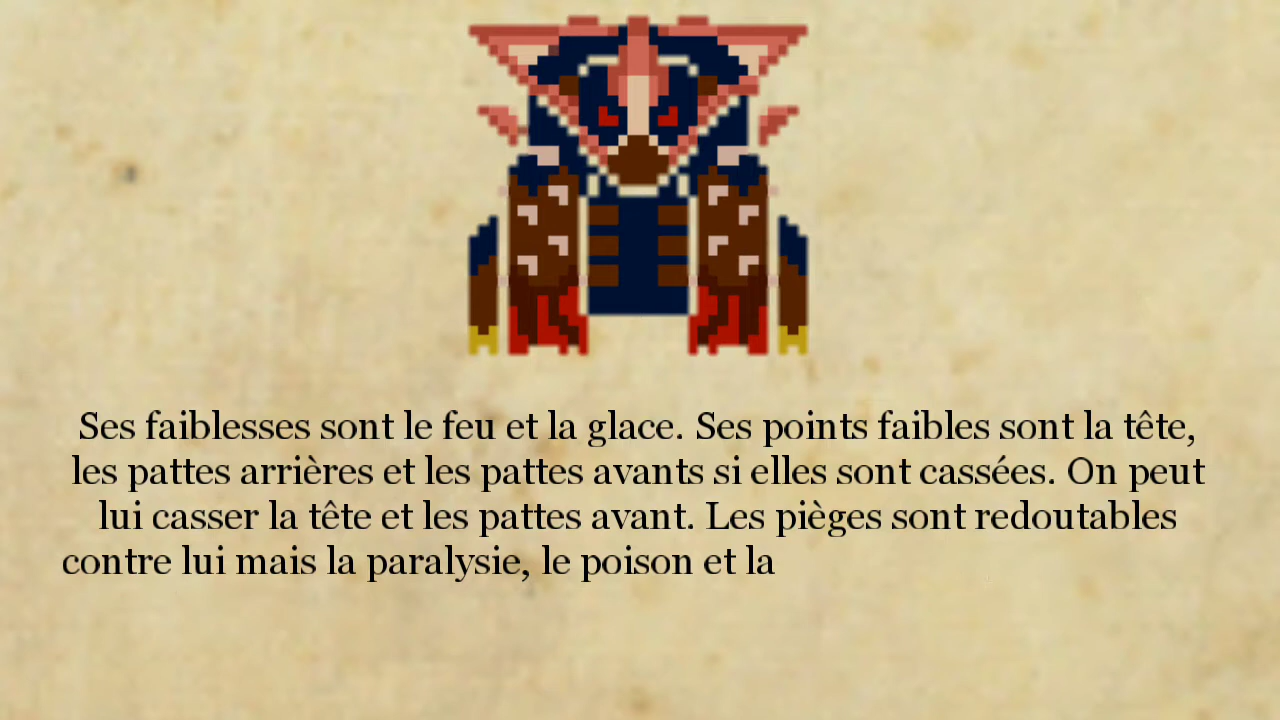 Ses faiblesses sont le feu et la glace. Ses points faibles sont la tête,
les pattes arrières et les pattes avants si elles sont cassées. On peut
lui casser la tête et les pattes avant. Les pièges sont redoutables
contre lui mais la paralysie, le poison et la